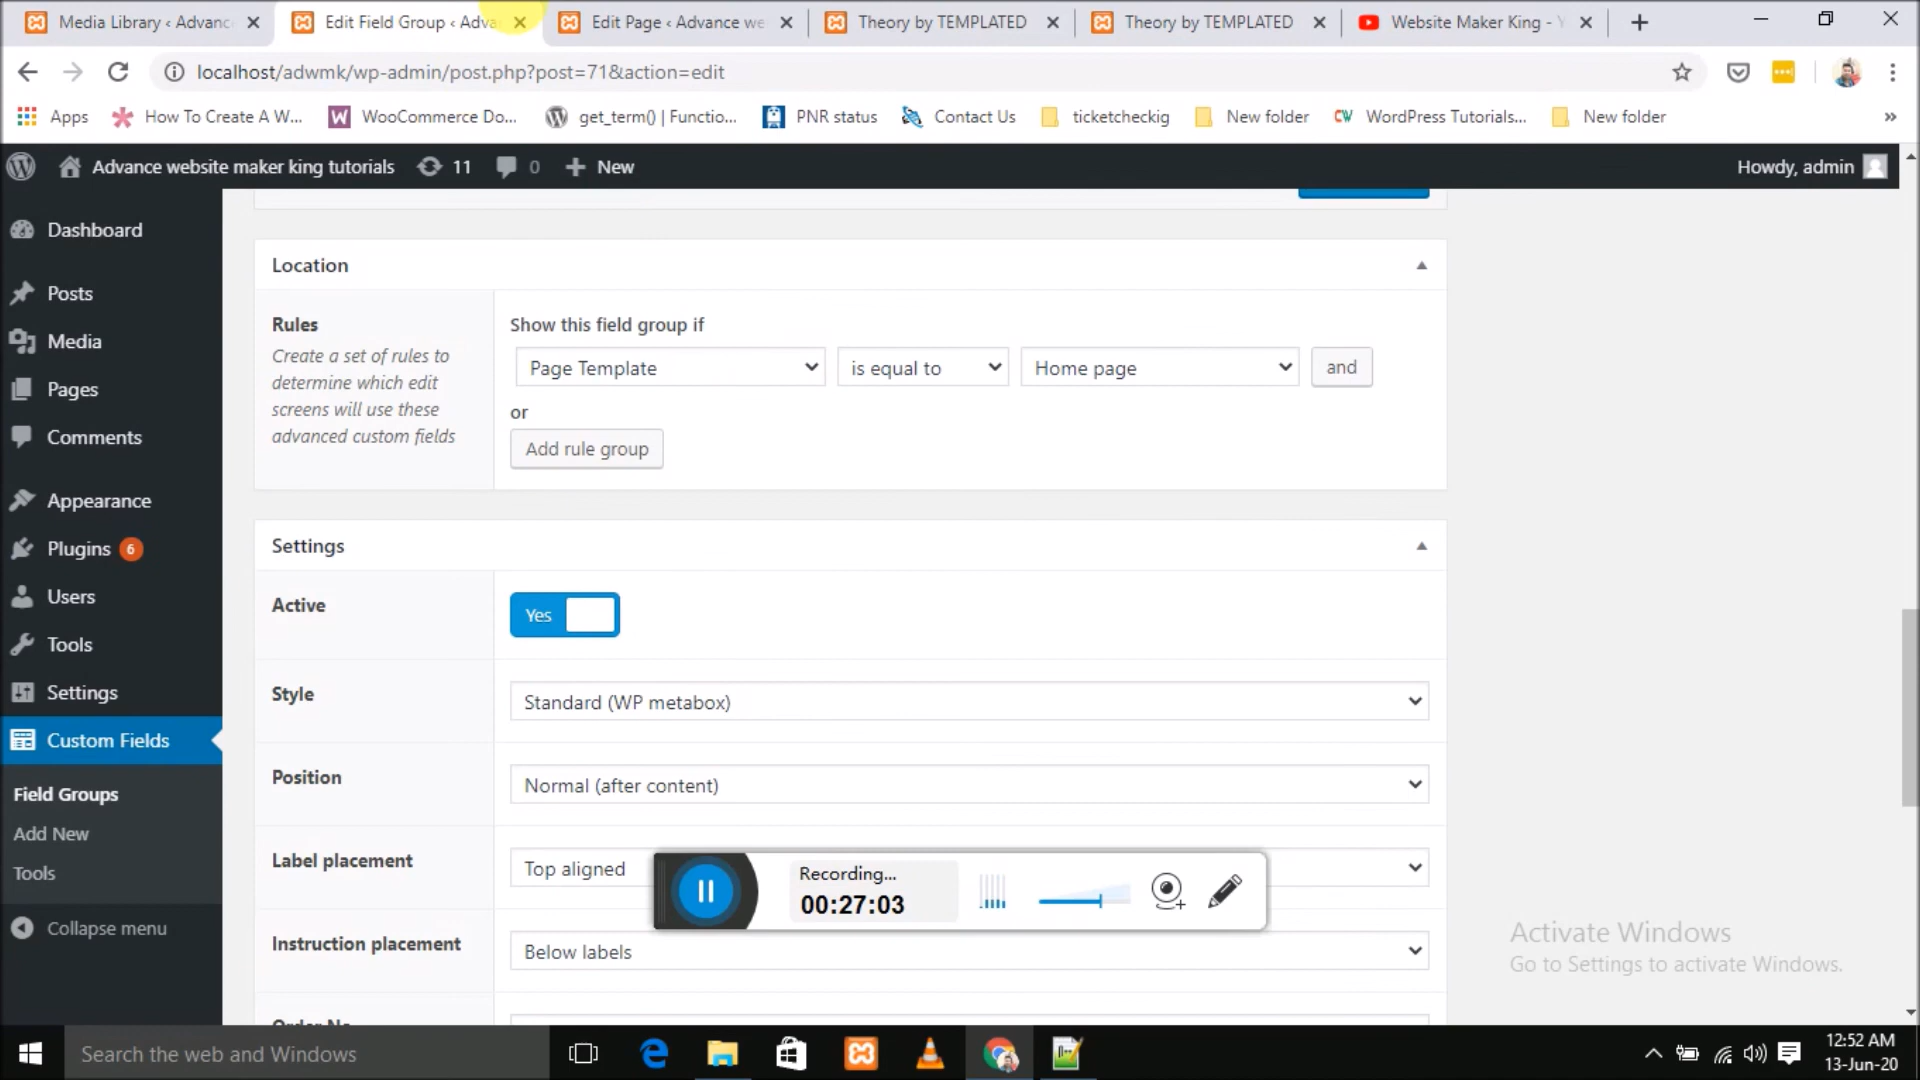 Media Library ‹ Advanc
Edit Field Group ‹ Adva
Edit Page ‹ Advance we
Theory by TEMPLATED
Theory by TEMPLATED
Website Maker King - Y
localhost/adwmk/wp-admin/post.php?post=71&action=edit
Apps
How To Create A W...
WooCommerce Do...
get_term() | Functio...
PNR status
Contact Us
ticketcheckig
New folder
WordPress Tutorials...
New folder
»
Advance website maker king tutorials
11
0
New
Howdy, admin
Dashboard
Posts
Media
Pages
Comments
Appearance
Plugins 6
Users
Tools
Settings
Custom Fields
Field Groups
Add New
Tools
Collapse menu
Location
Rules
Create a set of rules to
determine which edit
screens will use these
advanced custom fields
Show this field group if
Page Template
is equal to
Home page
and
or
Add rule group
Settings
Active
Yes
Style
Standard (WP metabox)
Position
Normal (after content)
Label placement
Top aligned
Instruction placement
Below labels
Order No.
Recording...
00:27:03
Activate Windows
Go to Settings to activate Windows.
Search the web and Windows
12:52 AM
13-Jun-20